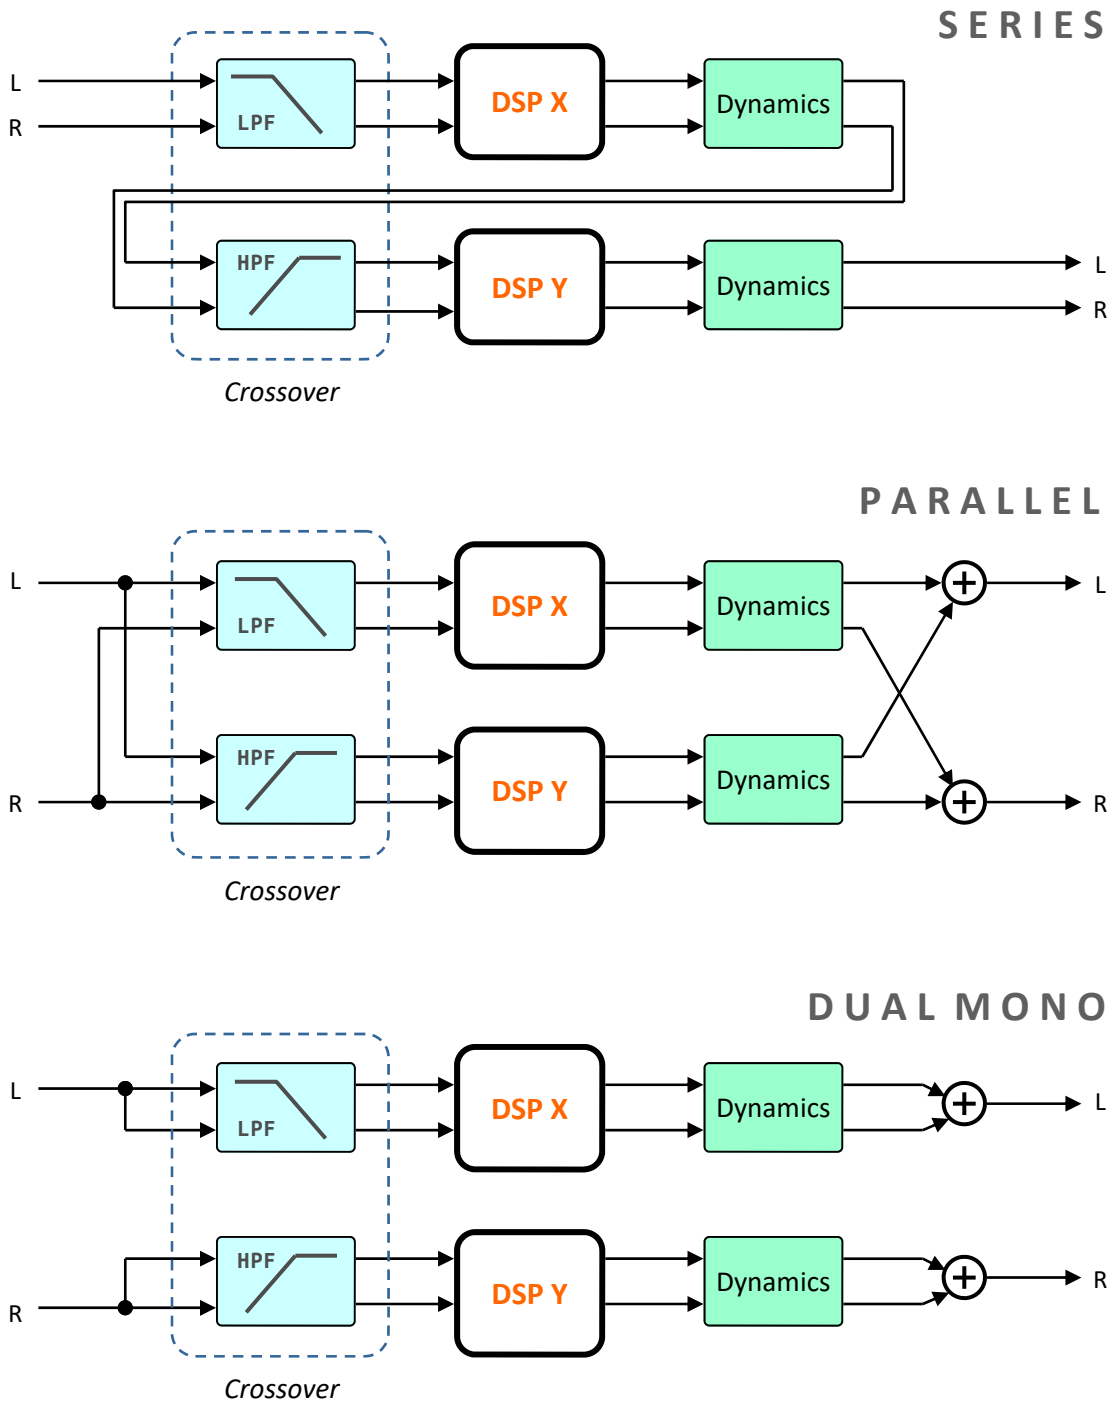 SERIES
L
R
LPF
DSP X
Dynamics
HPF
DSP Y
Dynamics
L
R
Crossover
PARALLEL
L
LPF
DSP X
Dynamics
L
R
HPF
DSP Y
Dynamics
R
Crossover
DUAL MONO
L
LPF
DSP X
Dynamics
L
R
HPF
DSP Y
Dynamics
R
Crossover